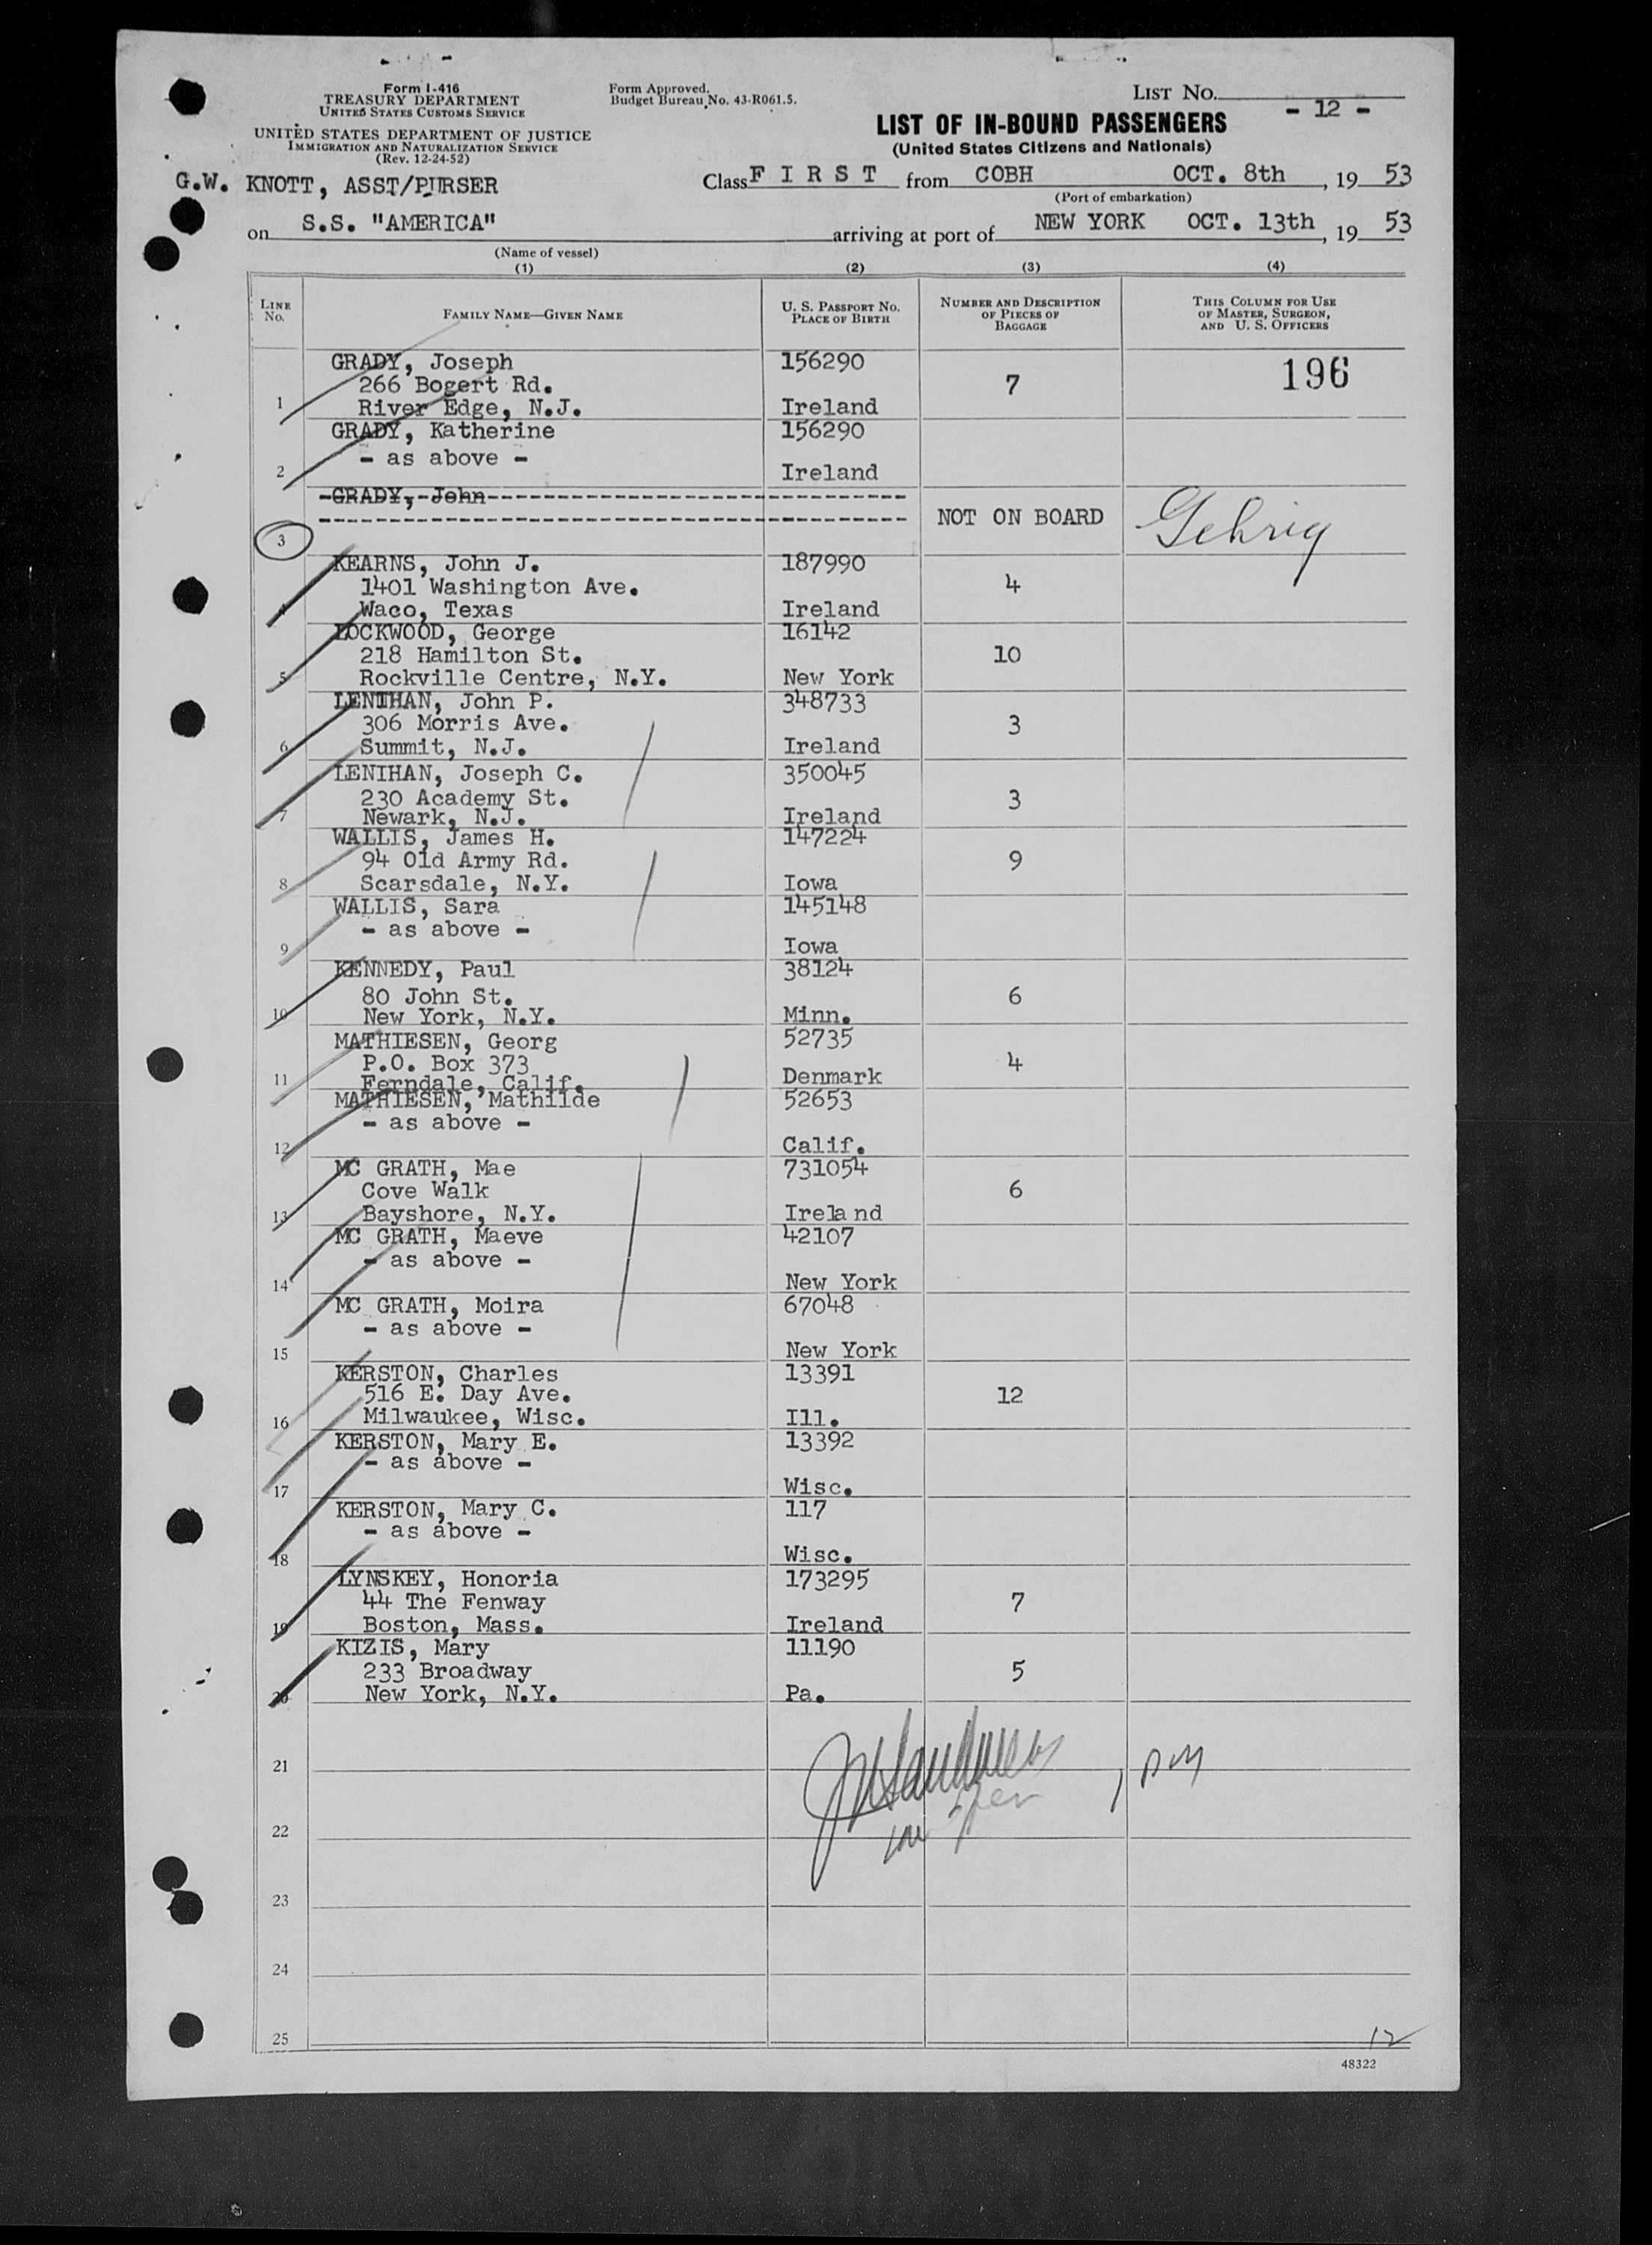 Form I-416
TREASURY DEPARTMENT
UNITED STATES CUSTOMS SERVICE
UNITED STATES DEPARTMENT OF JUSTICE
IMMIGRATION AND NATURALIZATION SERVICE
(Rev. 12-24-52)
Form Approved.
Budget Bureau No. 43-R061.5.
LIST No.
- 12 -
LIST OF IN-BOUND PASSENGERS
(United States Citizens and Nationals)
G.W. KNOTT, ASST/PURSER
Class F I R S T from COBH OCT. 8th, 19 53
(Port of embarkation)
on S.S. "AMERICA" arriving at port of NEW YORK OCT. 13th, 19 53
(Name of vessel)
(1) (2) (3) (4)
LINE No.
FAMILY NAME—GIVEN NAME
U. S. PASSPORT NO.
PLACE OF BIRTH
NUMBER AND DESCRIPTION
OF PIECES OF
BAGGAGE
THIS COLUMN FOR USE
OF MASTER, SURGEON,
AND U. S. OFFICERS
GRADY, Joseph 156290 196
266 Bogert Rd. 7
1 River Edge, N.J. Ireland
GRADY, Katherine 156290
- as above -
2 Ireland
-GRADY,-John-
NOT ON BOARD Gehrig
3
KEARNS, John J. 187990
1401 Washington Ave. 4
4 Waco, Texas Ireland
LOCKWOOD, George 16142
218 Hamilton St. 10
5 Rockville Centre, N.Y. New York
LENIHAN, John P. 348733
306 Morris Ave. 3
6 Summit, N.J. Ireland
LENIHAN, Joseph C. 350045
230 Academy St. 3
7 Newark, N.J. Ireland
WALLIS, James H. 147224
94 Old Army Rd. 9
8 Scarsdale, N.Y. Iowa
WALLIS, Sara 145148
- as above -
9 Iowa
KENNEDY, Paul 38124
80 John St. 6
10 New York, N.Y. Minn.
MATHIESEN, Georg 52735
P.O. Box 373 4
11 Ferndale, Calif. Denmark
MATHIESEN, Mathilde 52653
- as above -
12 Calif.
MC GRATH, Mae 731054
Cove Walk 6
13 Bayshore, N.Y. Ireland
MC GRATH, Maeve 42107
- as above -
14 New York
MC GRATH, Moira 67048
- as above -
15 New York
KERSTON, Charles 13391
516 E. Day Ave. 12
16 Milwaukee, Wisc. Ill.
KERSTON, Mary E. 13392
- as above -
17 Wisc.
KERSTON, Mary C. 117
- as above -
18 Wisc.
LYNSKEY, Honoria 173295
44 The Fenway 7
19 Boston, Mass. Ireland
KIZIS, Mary 11190
233 Broadway 5
20 New York, N.Y. Pa.
21
22
23
24
25
12
48322